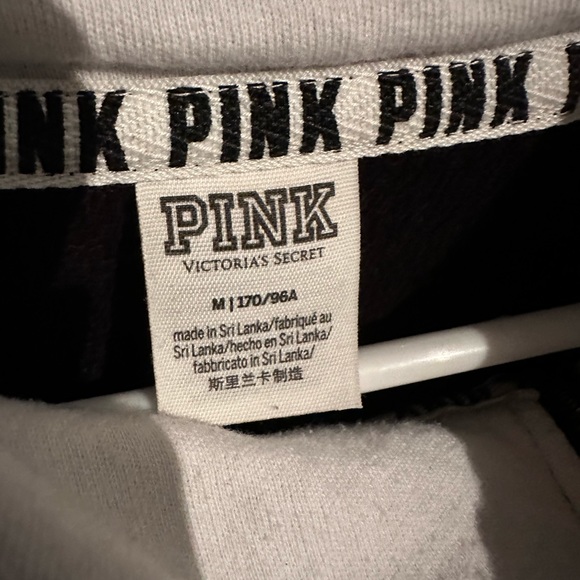 PINK PINK PINK
PINK
VICTORIA'S SECRET
M | 170/96A
made in Sri Lanka/fabriqué au
Sri Lanka/hecho en Sri Lanka/
fabbricato in Sri Lanka/
斯里兰卡制造